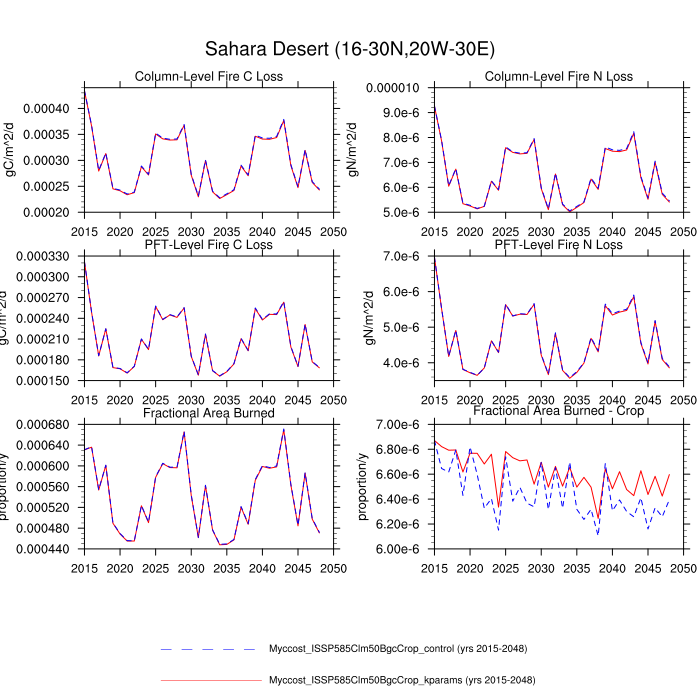 Sahara Desert (16-30N,20W-30E)
Column-Level Fire C Loss
gC/m^2/d
0.00040
0.00035
0.00030
0.00025
0.00020
2015 2020 2025 2030 2035 2040 2045 2050
Column-Level Fire N Loss
gN/m^2/d
0.000010
9.0e-6
8.0e-6
7.0e-6
6.0e-6
5.0e-6
2015 2020 2025 2030 2035 2040 2045 2050
PFT-Level Fire C Loss
gC/m^2/d
0.000330
0.000300
0.000270
0.000240
0.000210
0.000180
0.000150
2015 2020 2025 2030 2035 2040 2045 2050
PFT-Level Fire N Loss
gN/m^2/d
7.0e-6
6.0e-6
5.0e-6
4.0e-6
2015 2020 2025 2030 2035 2040 2045 2050
Fractional Area Burned
proportion/y
0.000680
0.000640
0.000600
0.000560
0.000520
0.000480
0.000440
2015 2020 2025 2030 2035 2040 2045 2050
Fractional Area Burned - Crop
proportion/y
7.00e-6
6.80e-6
6.60e-6
6.40e-6
6.20e-6
6.00e-6
2015 2020 2025 2030 2035 2040 2045 2050
Myccost_ISSP585Clm50BgcCrop_control (yrs 2015-2048)
Myccost_ISSP585Clm50BgcCrop_kparams (yrs 2015-2048)